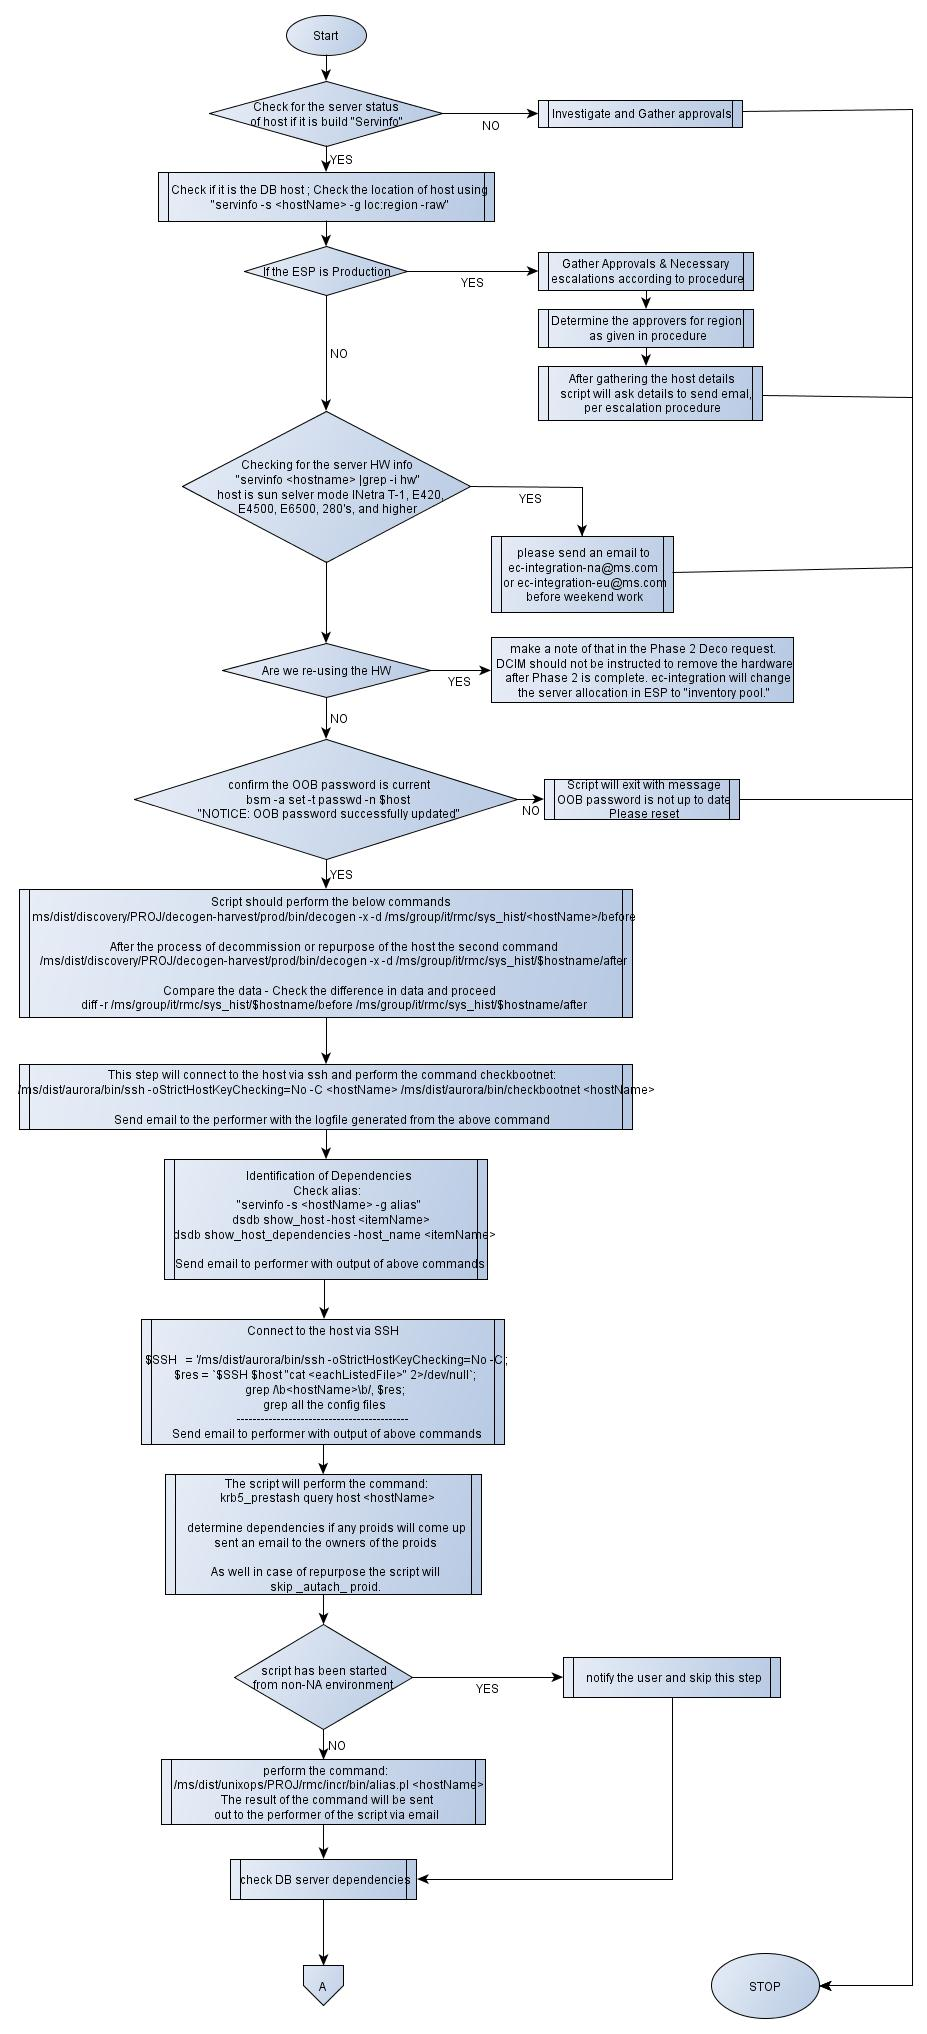 Start
Check for the server status
of host if it is build "Servinfo"
NO
Investigate and Gather approvals
YES
Check if it is the DB host ; Check the location of host using
"servinfo -s <hostName> -g loc:region -raw"
If the ESP is Production
YES
Gather Approvals & Necessary
escalations according to procedure
Determine the approvers for region
as given in procedure
NO
After gathering the host details
script will ask details to send emal,
per escalation procedure
Checking for the server HW info
"servinfo <hostname> |grep -i hw"
host is sun selver mode lNetra T-1, E420,
E4500, E6500, 280's, and higher
YES
please send an email to
ec-integration-na@ms.com
or ec-integration-eu@ms.com
before weekend work
Are we re-using the HW
YES
make a note of that in the Phase 2 Deco request.
DCIM should not be instructed to remove the hardware
after Phase 2 is complete. ec-integration will change
the server allocation in ESP to "inventory pool."
NO
confirm the OOB password is current
bsm -a set -t passwd -n $host
"NOTICE: OOB password successfully updated"
NO
Script will exit with message
OOB password is not up to date
Please reset
YES
Script should perform the below commands
ms/dist/discovery/PROJ/decogen-harvest/prod/bin/decogen -x -d /ms/group/it/rmc/sys_hist/<hostName>/before
After the process of decommission or repurpose of the host the second command
/ms/dist/discovery/PROJ/decogen-harvest/prod/bin/decogen -x -d /ms/group/it/rmc/sys_hist/$hostname/after
Compare the data - Check the difference in data and proceed
diff -r /ms/group/it/rmc/sys_hist/$hostname/before /ms/group/it/rmc/sys_hist/$hostname/after
This step will connect to the host via ssh and perform the command checkbootnet:
/ms/dist/aurora/bin/ssh -oStrictHostKeyChecking=No -C <hostName> /ms/dist/aurora/bin/checkbootnet <hostName>
Send email to the performer with the logfile generated from the above command
Identification of Dependencies
Check alias:
"servinfo -s <hostName> -g alias"
dsdb show_host -host <itemName>
dsdb show_host_dependencies -host_name <itemName>
Send email to performer with output of above commands
Connect to the host via SSH
$SSH = '/ms/dist/aurora/bin/ssh -oStrictHostKeyChecking=No -C';
$res = `$SSH $host "cat <eachListedFile>" 2>/dev/null`;
grep /\b<hostName>\b/, $res;
grep all the config files
-------------------------------------------
Send email to performer with output of above commands
The script will perform the command:
krb5_prestash query host <hostName>
determine dependencies if any proids will come up
sent an email to the owners of the proids
As well in case of repurpose the script will
skip _autach_ proid.
script has been started
from non-NA environment
YES
notify the user and skip this step
NO
perform the command:
/ms/dist/unixops/PROJ/rmc/incr/bin/alias.pl <hostName>
The result of the command will be sent
out to the performer of the script via email
check DB server dependencies
A
STOP